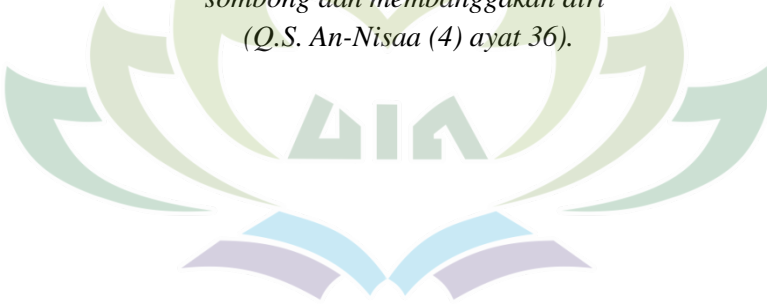 sombong dan membanggakan diri
(Q.S. An-Nisaa (4) ayat 36).